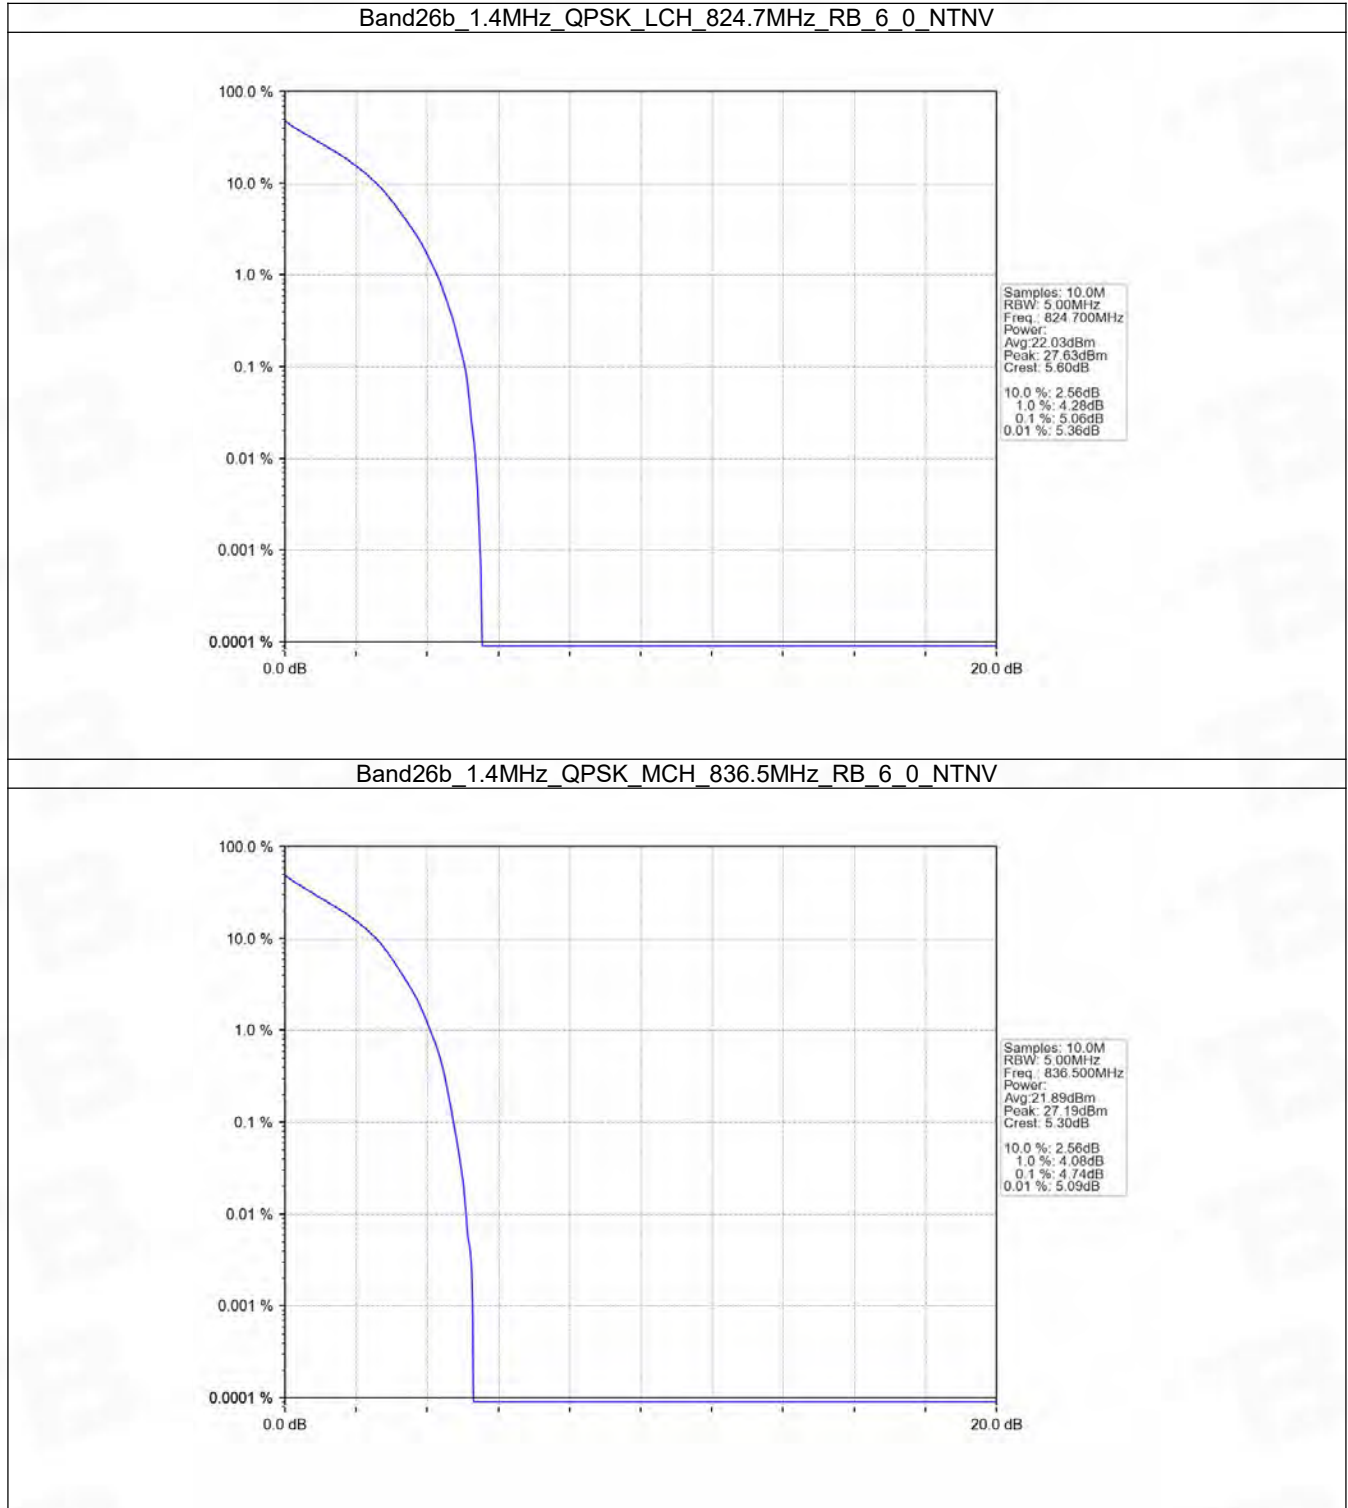 Band26b_1.4MHz_QPSK_LCH_824.7MHz_RB_6_0_NTNV
100.0 %
10.0 %
1.0 %
0.1 %
0.01 %
0.001 %
0.0001 %
0.0 dB
20.0 dB
Samples: 10.0M
RBW: 5.00MHz
Freq.: 824.700MHz
Power:
Avg:22.03dBm
Peak: 27.63dBm
Crest: 5.60dB
10.0 %: 2.56dB
1.0 %: 4.28dB
0.1 %: 5.06dB
0.01 %: 5.36dB
Band26b_1.4MHz_QPSK_MCH_836.5MHz_RB_6_0_NTNV
100.0 %
10.0 %
1.0 %
0.1 %
0.01 %
0.001 %
0.0001 %
0.0 dB
20.0 dB
Samples: 10.0M
RBW: 5.00MHz
Freq.: 836.500MHz
Power:
Avg:21.89dBm
Peak: 27.19dBm
Crest: 5.30dB
10.0 %: 2.56dB
1.0 %: 4.08dB
0.1 %: 4.74dB
0.01 %: 5.09dB